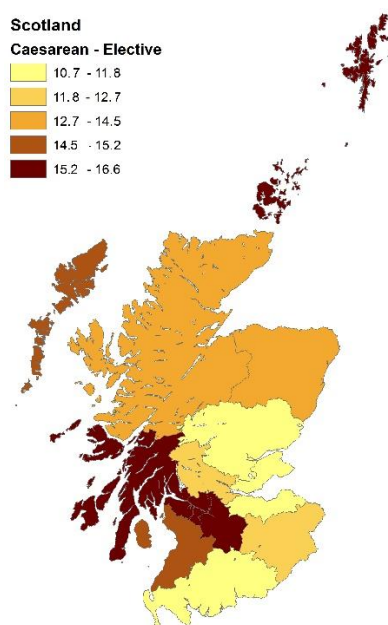 Scotland
Caesarean - Elective
10.7 - 11.8
11.8 - 12.7
12.7 - 14.5
14.5 - 15.2
15.2 - 16.6